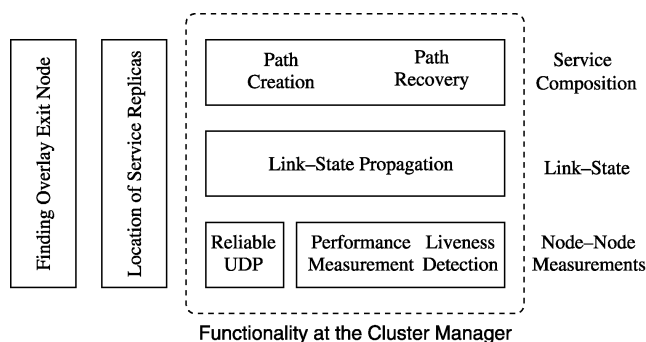 Finding Overlay Exit Node
Location of Service Replicas
Path
Creation
Path
Recovery
Service
Composition
Link–State Propagation
Link–State
Reliable
UDP
Performance
Measurement
Liveness
Detection
Node–Node
Measurements
Functionality at the Cluster Manager